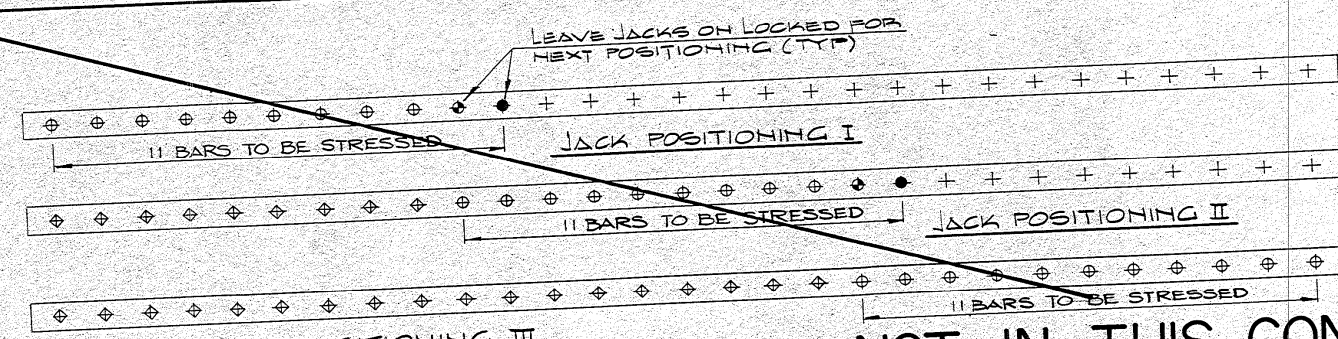 LEAVE JACKS ON LOCKED FOR
NEXT POSITIONING (TYP)
11 BARS TO BE STRESSED
JACK POSITIONING I
11 BARS TO BE STRESSED
JACK POSITIONING II
11 BARS TO BE STRESSED
III
NOT IN THIS